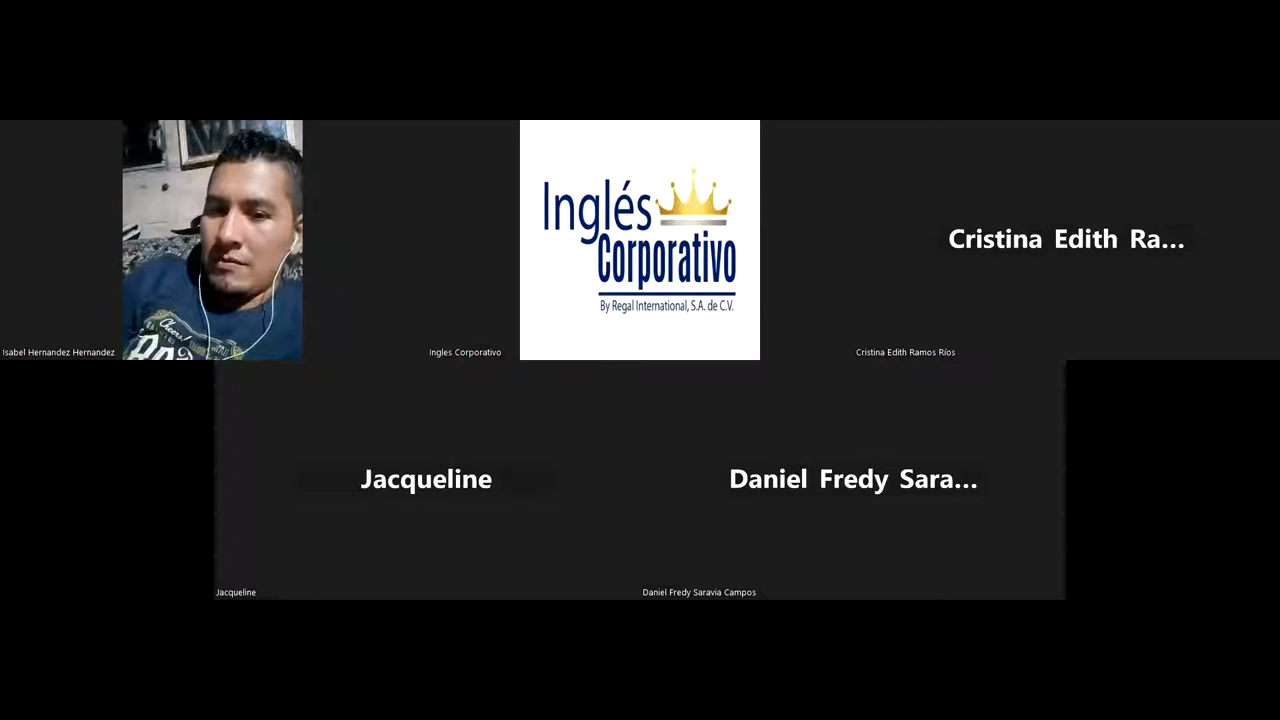 Inglés
Corporativo
By Regal International, S.A. de C.V.
Cristina Edith Ra...
Isabel Hernandez Hernandez
Cheers!
Ingles Corporativo
Cristina Edith Ramos Ríos
Jacqueline
Daniel Fredy Sara...
Jacqueline
Daniel Fredy Saravia Campos